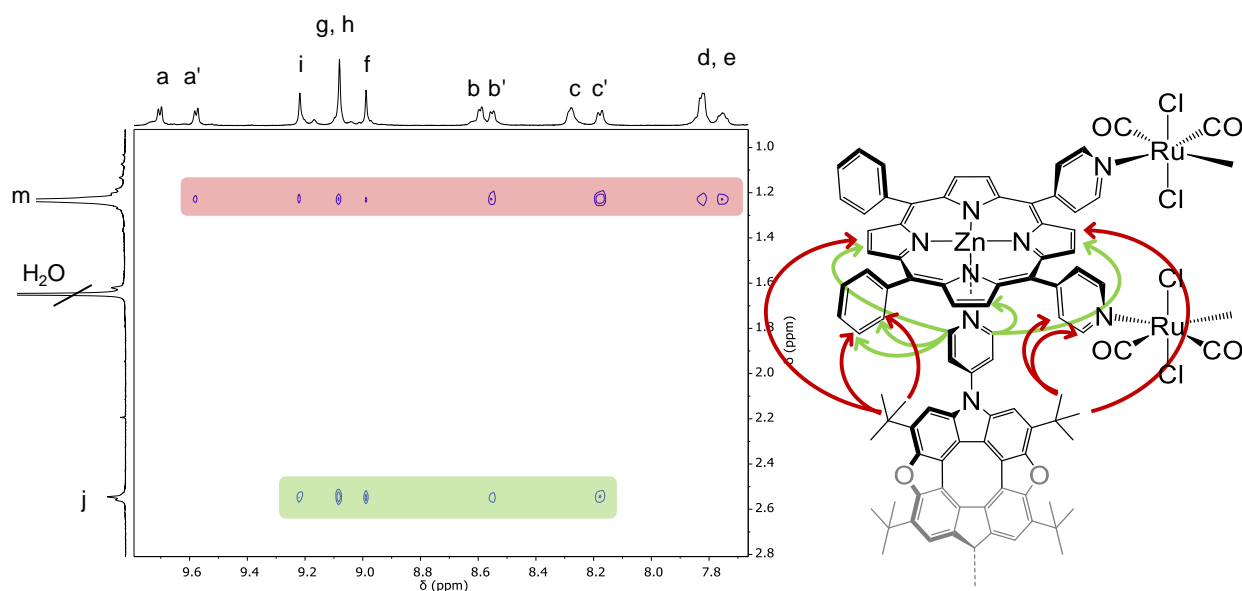 g, h
a a' i f b b' c c' d, e
m
H₂O
j
1.0
1.2
1.4
1.6
1.8
2.0
2.2
2.4
2.6
2.8
δ (ppm)
9.6 9.4 9.2 9.0 8.8 8.6 8.4 8.2 8.0 7.8
δ (ppm)
Cl
OC CO
Ru
N
Cl
N
N Zn N
N
Cl
N Ru
OC CO
Cl
N
N
O O